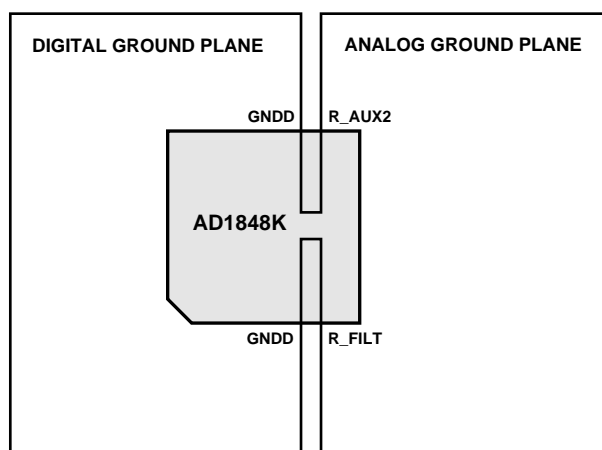 DIGITAL GROUND PLANE
ANALOG GROUND PLANE
GNDD
R_AUX2
AD1848K
GNDD
R_FILT